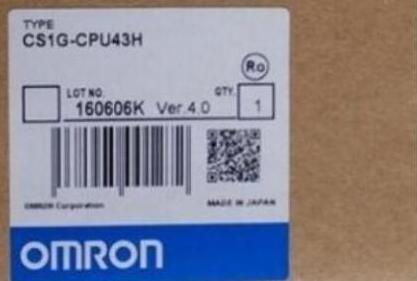 TYPE
CS1G-CPU43H
Ro
LOT NO.
QTY.
160606K Ver.4.0
1
OMRON Corporation
MADE IN JAPAN
OMRON